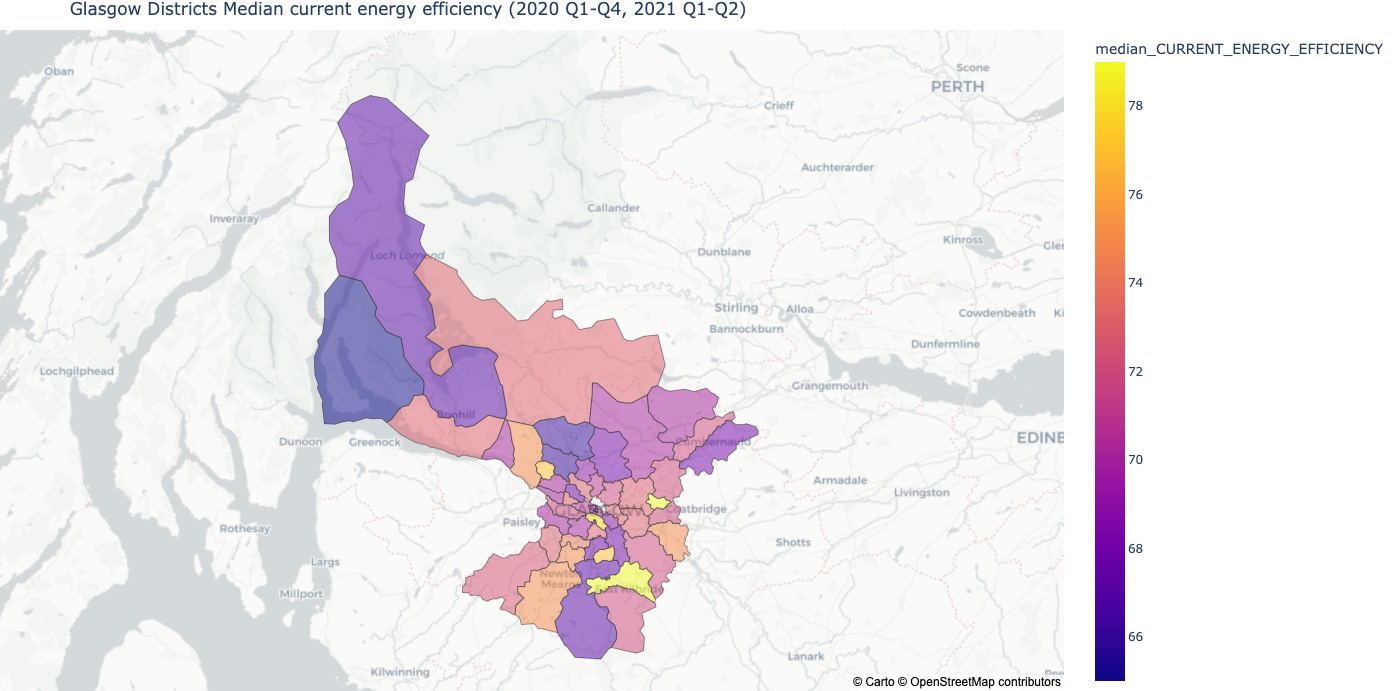 Glasgow Districts Median current energy efficiency (2020 Q1-Q4, 2021 Q1-Q2)
median_CURRENT_ENERGY_EFFICIENCY
78
76
74
72
70
68
66
Oban
Scone
PERTH
Crieff
Auchterarder
Callander
Inveraray
Kinross
Dunblane
Loch Lomond
Stirling
Alloa
Cowdenbeath
Bannockburn
Dunfermline
Lochgilphead
Grangemouth
Bonhill
Dunoon
Greenock
Cumbernauld
EDINB
Armadale
Livingston
GLASGOW
Coatbridge
Paisley
Rothesay
Shotts
Largs
Newton
Mearns
East Kilbride
Millport
Lanark
Kilwinning
© Carto © OpenStreetMap contributors